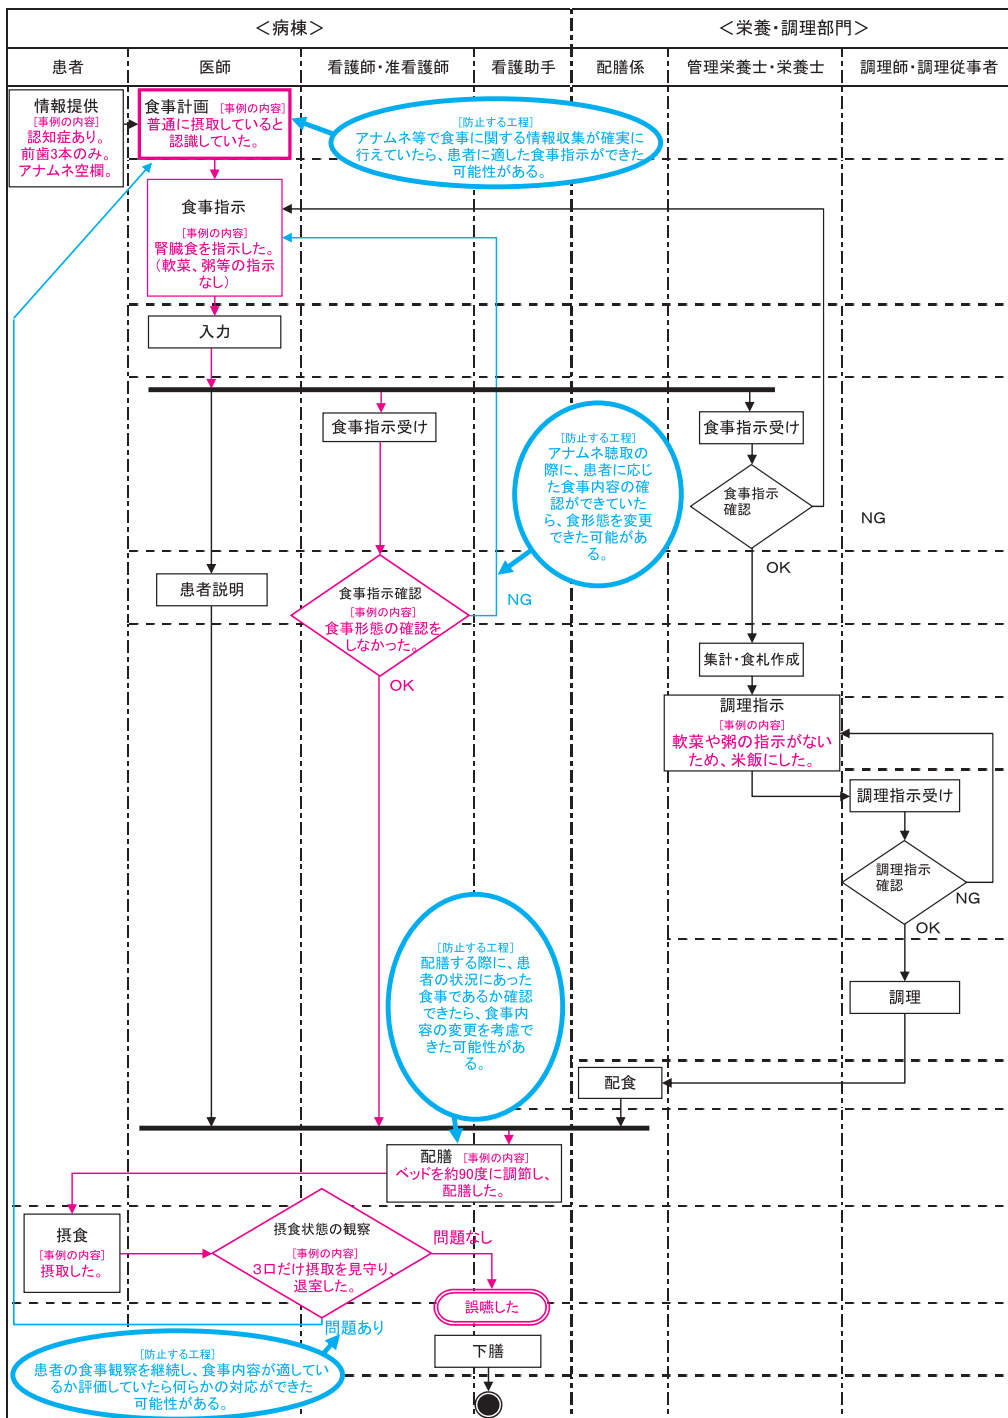 ＜病棟＞
＜栄養・調理部門＞
患者
医師
看護師・准看護師
看護助手
配膳係
管理栄養士・栄養士
調理師・調理従事者
情報提供
[事例の内容]
認知症あり。
前歯3本のみ。
アナムネ空欄。
食事計画 [事例の内容]
普通に摂取していると
認識していた。
[防止する工程]
アナムネ等で食事に関する情報収集が確実に
行えていたら、患者に適した食事指示ができた
可能性がある。
食事指示
[事例の内容]
腎臓食を指示した。
（軟菜、粥等の指示
なし）
入力
食事指示受け
食事指示受け
[防止する工程]
アナムネ聴取の
際に、患者に応じ
た食事内容の確
認ができていた
ら、食形態を変更
できた可能があ
る。
食事指示
確認
NG
OK
患者説明
食事指示確認
[事例の内容]
食事形態の確認を
しなかった。
NG
OK
集計・食札作成
調理指示
[事例の内容]
軟菜や粥の指示がない
ため、米飯にした。
調理指示受け
調理指示
確認
NG
OK
調理
[防止する工程]
配膳する際に、患
者の状況にあった
食事であるか確認
できたら、食事内
容の変更を考慮で
きた可能性があ
る。
配食
配膳 [事例の内容]
ベッドを約90度に調節し、
配膳した。
摂食
[事例の内容]
摂取した。
摂食状態の観察
[事例の内容]
3口だけ摂取を見守り、
退室した。
問題なし
誤嚥した
問題あり
下膳
[防止する工程]
患者の食事観察を継続し、食事内容が適してい
るか評価していたら何らかの対応ができた
可能性がある。